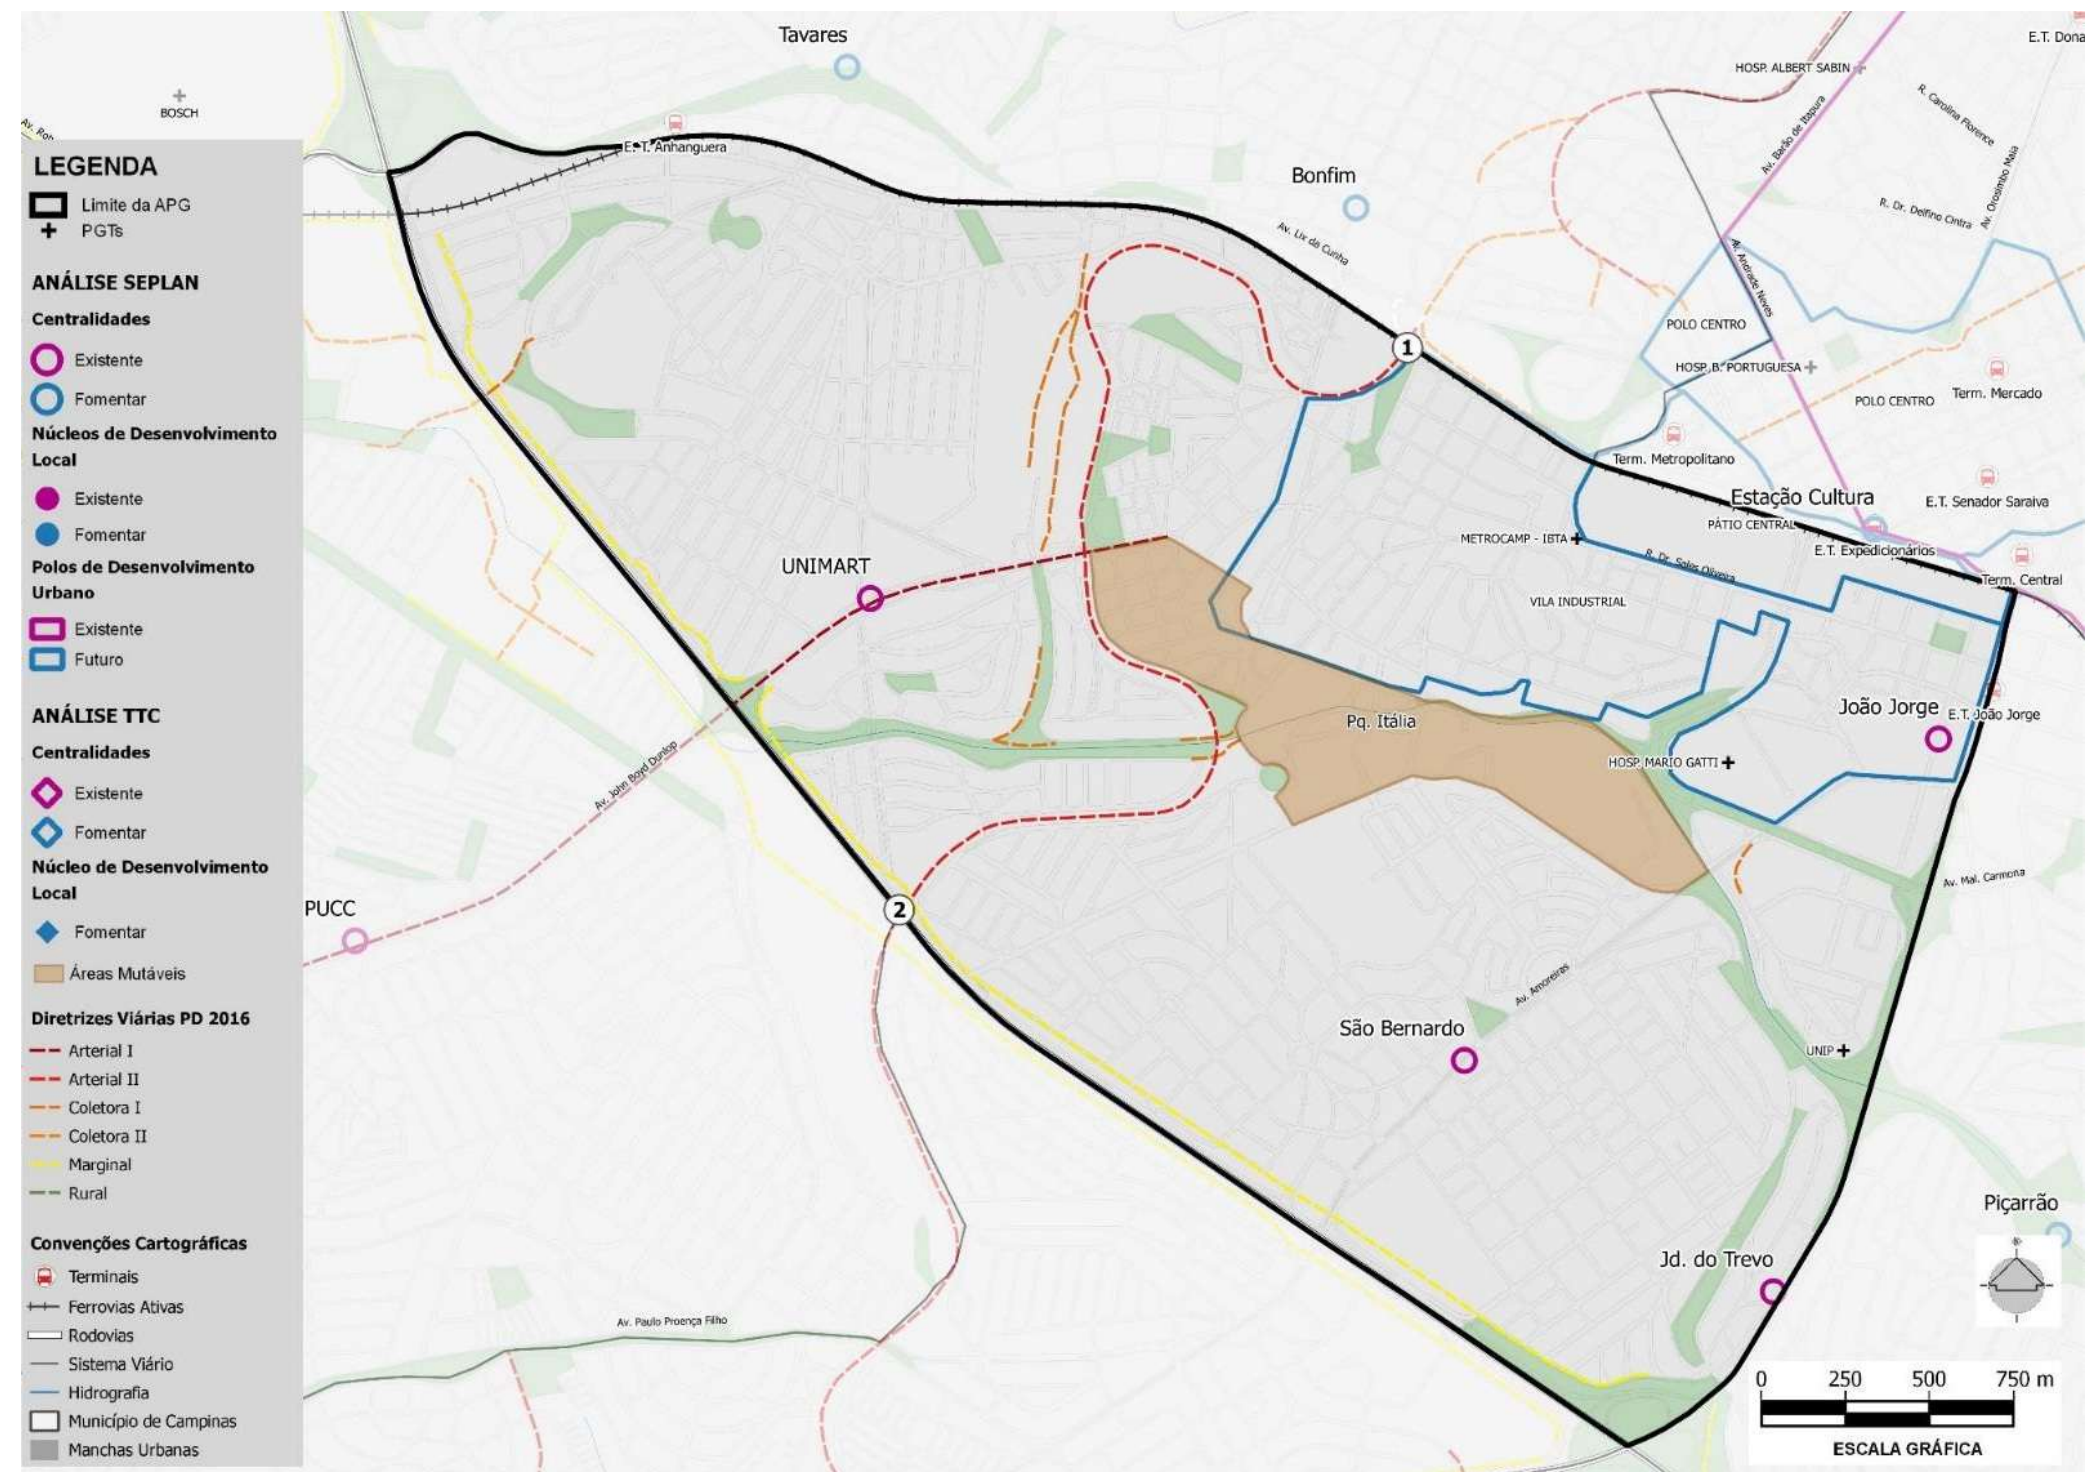 Tavares
E.T. Dona
HOSP. ALBERT SABIN
BOSCH
R. Carolina Florence
Av. Barão de Itapura
E. T. Anhanguera
Av. Orosimbo Maia
Bonfim
R. Dr. Delfino Cintra
Av. Lix da Cunha
Av. Andrade Neves
POLO CENTRO
1
HOSP. B. PORTUGUESA
Term. Mercado
POLO CENTRO
Term. Metropolitano
Estação Cultura
E.T. Senador Saraiva
PÁTIO CENTRAL
METROCAMP - IBTA
E.T. Expedicionários
R. Dr. Sales Oliveira
UNIMART
Term. Central
VILA INDUSTRIAL
João Jorge
E.T. João Jorge
Pq. Itália
HOSP. MARIO GATTI
Av. John Boyd Dunlop
Av. Mal. Carmona
PUCC
2
Av. Amoreiras
São Bernardo
UNIP
Piçarrão
Jd. do Trevo
Av. Paulo Proença Filho
LEGENDA
Limite da APG
PGTs
ANÁLISE SEPLAN
Centralidades
Existente
Fomentar
Núcleos de Desenvolvimento
Local
Existente
Fomentar
Polos de Desenvolvimento
Urbano
Existente
Futuro
ANÁLISE TTC
Centralidades
Existente
Fomentar
Núcleo de Desenvolvimento
Local
Fomentar
Áreas Mutáveis
Diretrizes Viárias PD 2016
Arterial I
Arterial II
Coletora I
Coletora II
Marginal
Rural
Convenções Cartográficas
Terminais
Ferrovias Ativas
Rodovias
Sistema Viário
Hidrografia
Município de Campinas
Manchas Urbanas
0 250 500 750 m
ESCALA GRÁFICA